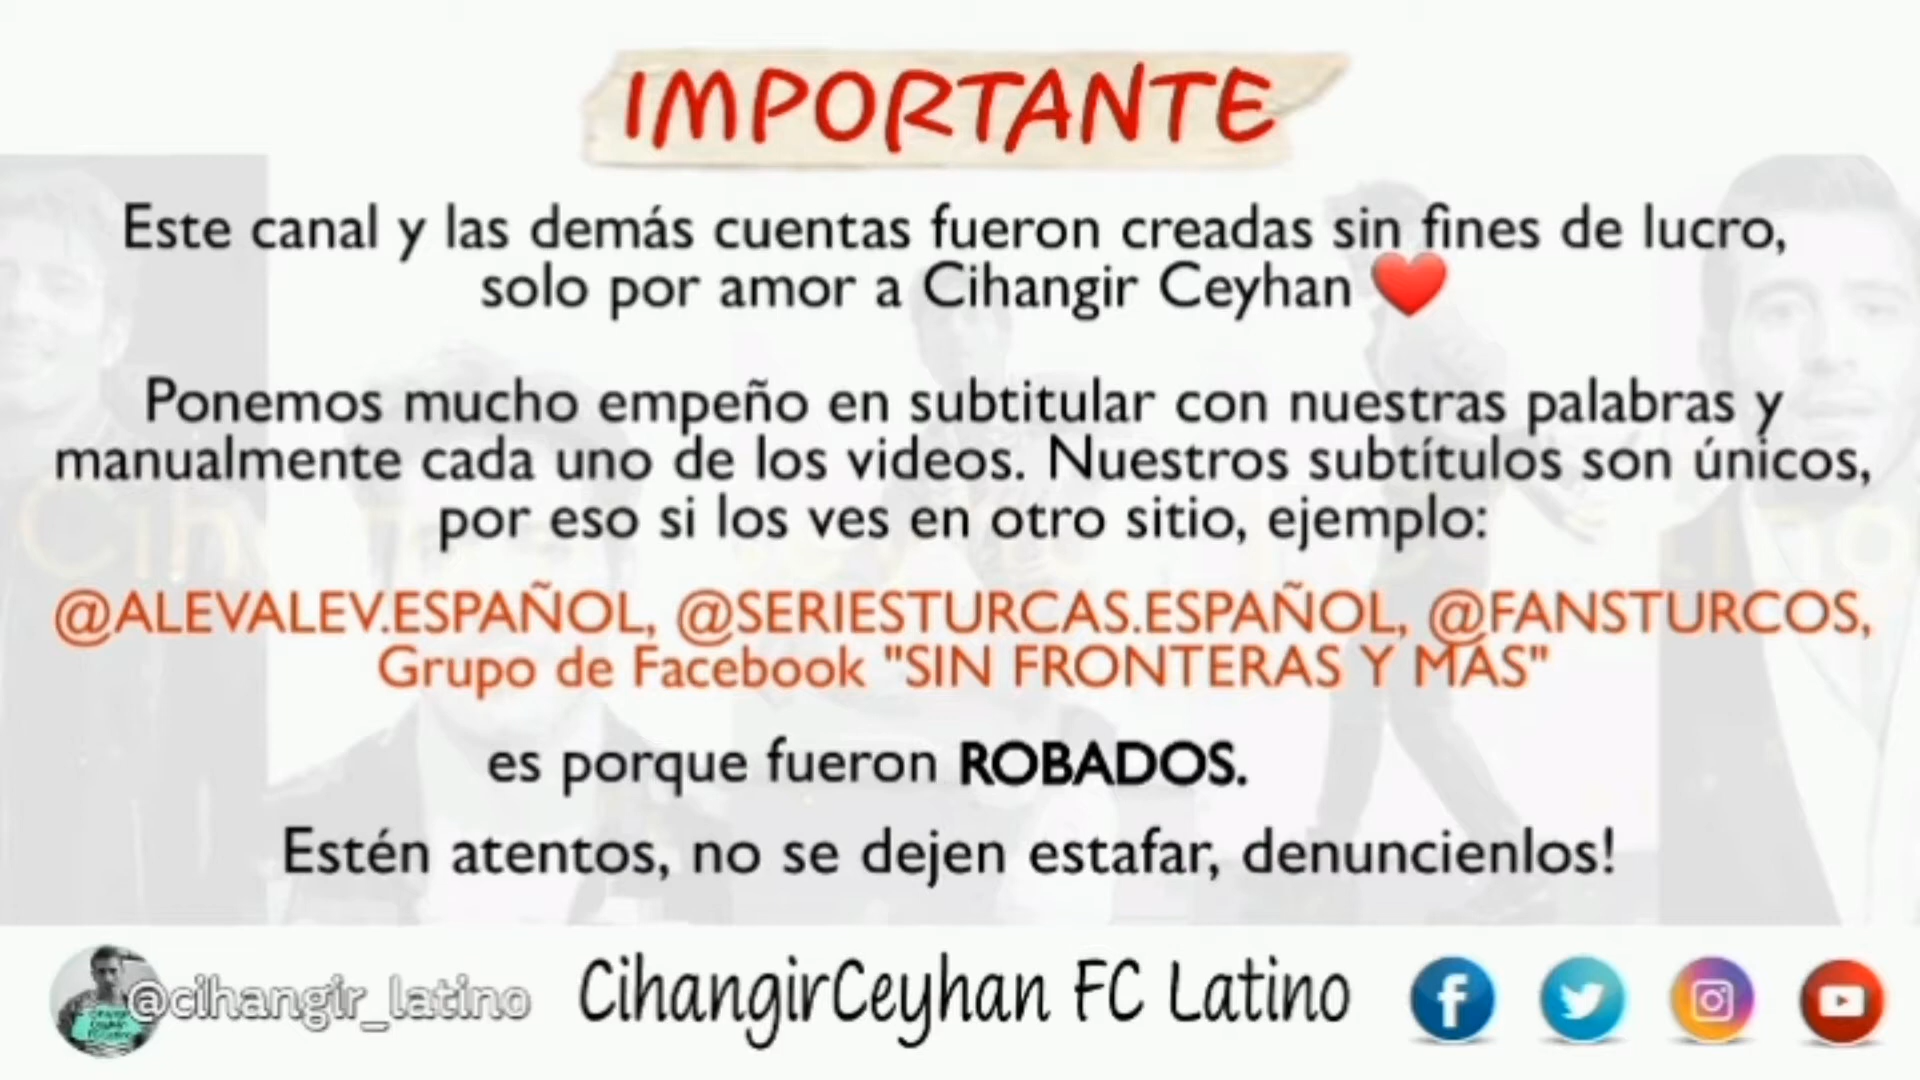 IMPORTANTE
Este canal y las demás cuentas fueron creadas sin fines de lucro,
solo por amor a Cihangir Ceyhan ❤️
Ponemos mucho empeño en subtitular con nuestras palabras y
manualmente cada uno de los videos. Nuestros subtítulos son únicos,
por eso si los ves en otro sitio, ejemplo:
@ALEVALEV.ESPAÑOL, @SERIESTURCAS.ESPAÑOL, @FANSTURCOS,
Grupo de Facebook "SIN FRONTERAS Y MÁS"
es porque fueron ROBADOS.
Estén atentos, no se dejen estafar, denuncienlos!
@cihangir_latino CihangirCeyhan FC Latino